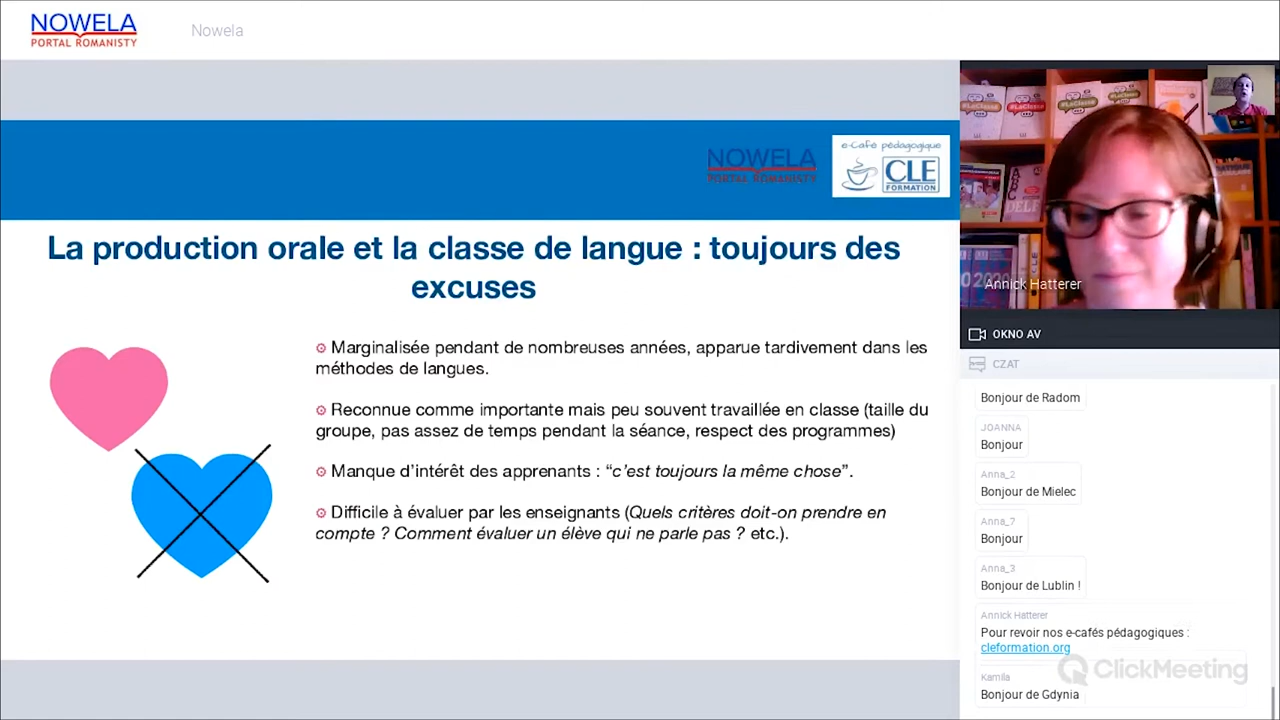 NOWELA
PORTAL ROMANISTY
Nowela
NOWELA
PORTAL ROMANISTY
e-Café pédagogique
CLE
FORMATION
La production orale et la classe de langue : toujours des
excuses
Marginalisée pendant de nombreuses années, apparue tardivement dans les
méthodes de langues.
Reconnue comme importante mais peu souvent travaillée en classe (taille du
groupe, pas assez de temps pendant la séance, respect des programmes)
Manque d’intérêt des apprenants : “c’est toujours la même chose”.
Difficile à évaluer par les enseignants (Quels critères doit-on prendre en
compte ? Comment évaluer un élève qui ne parle pas ? etc.).
#LaClasse
#LaClasse
#LaClasse
#LaClasse
DELF
2020
Annick Hatterer
OKNO AV
CZAT
Bonjour de Radom
JOANNA
Bonjour
Anna_2
Bonjour de Mielec
Anna_7
Bonjour
Anna_3
Bonjour de Lublin !
Annick Hatterer
Pour revoir nos e-cafés pédagogiques :
cleformation.org
ClickMeeting
Kamila
Bonjour de Gdynia